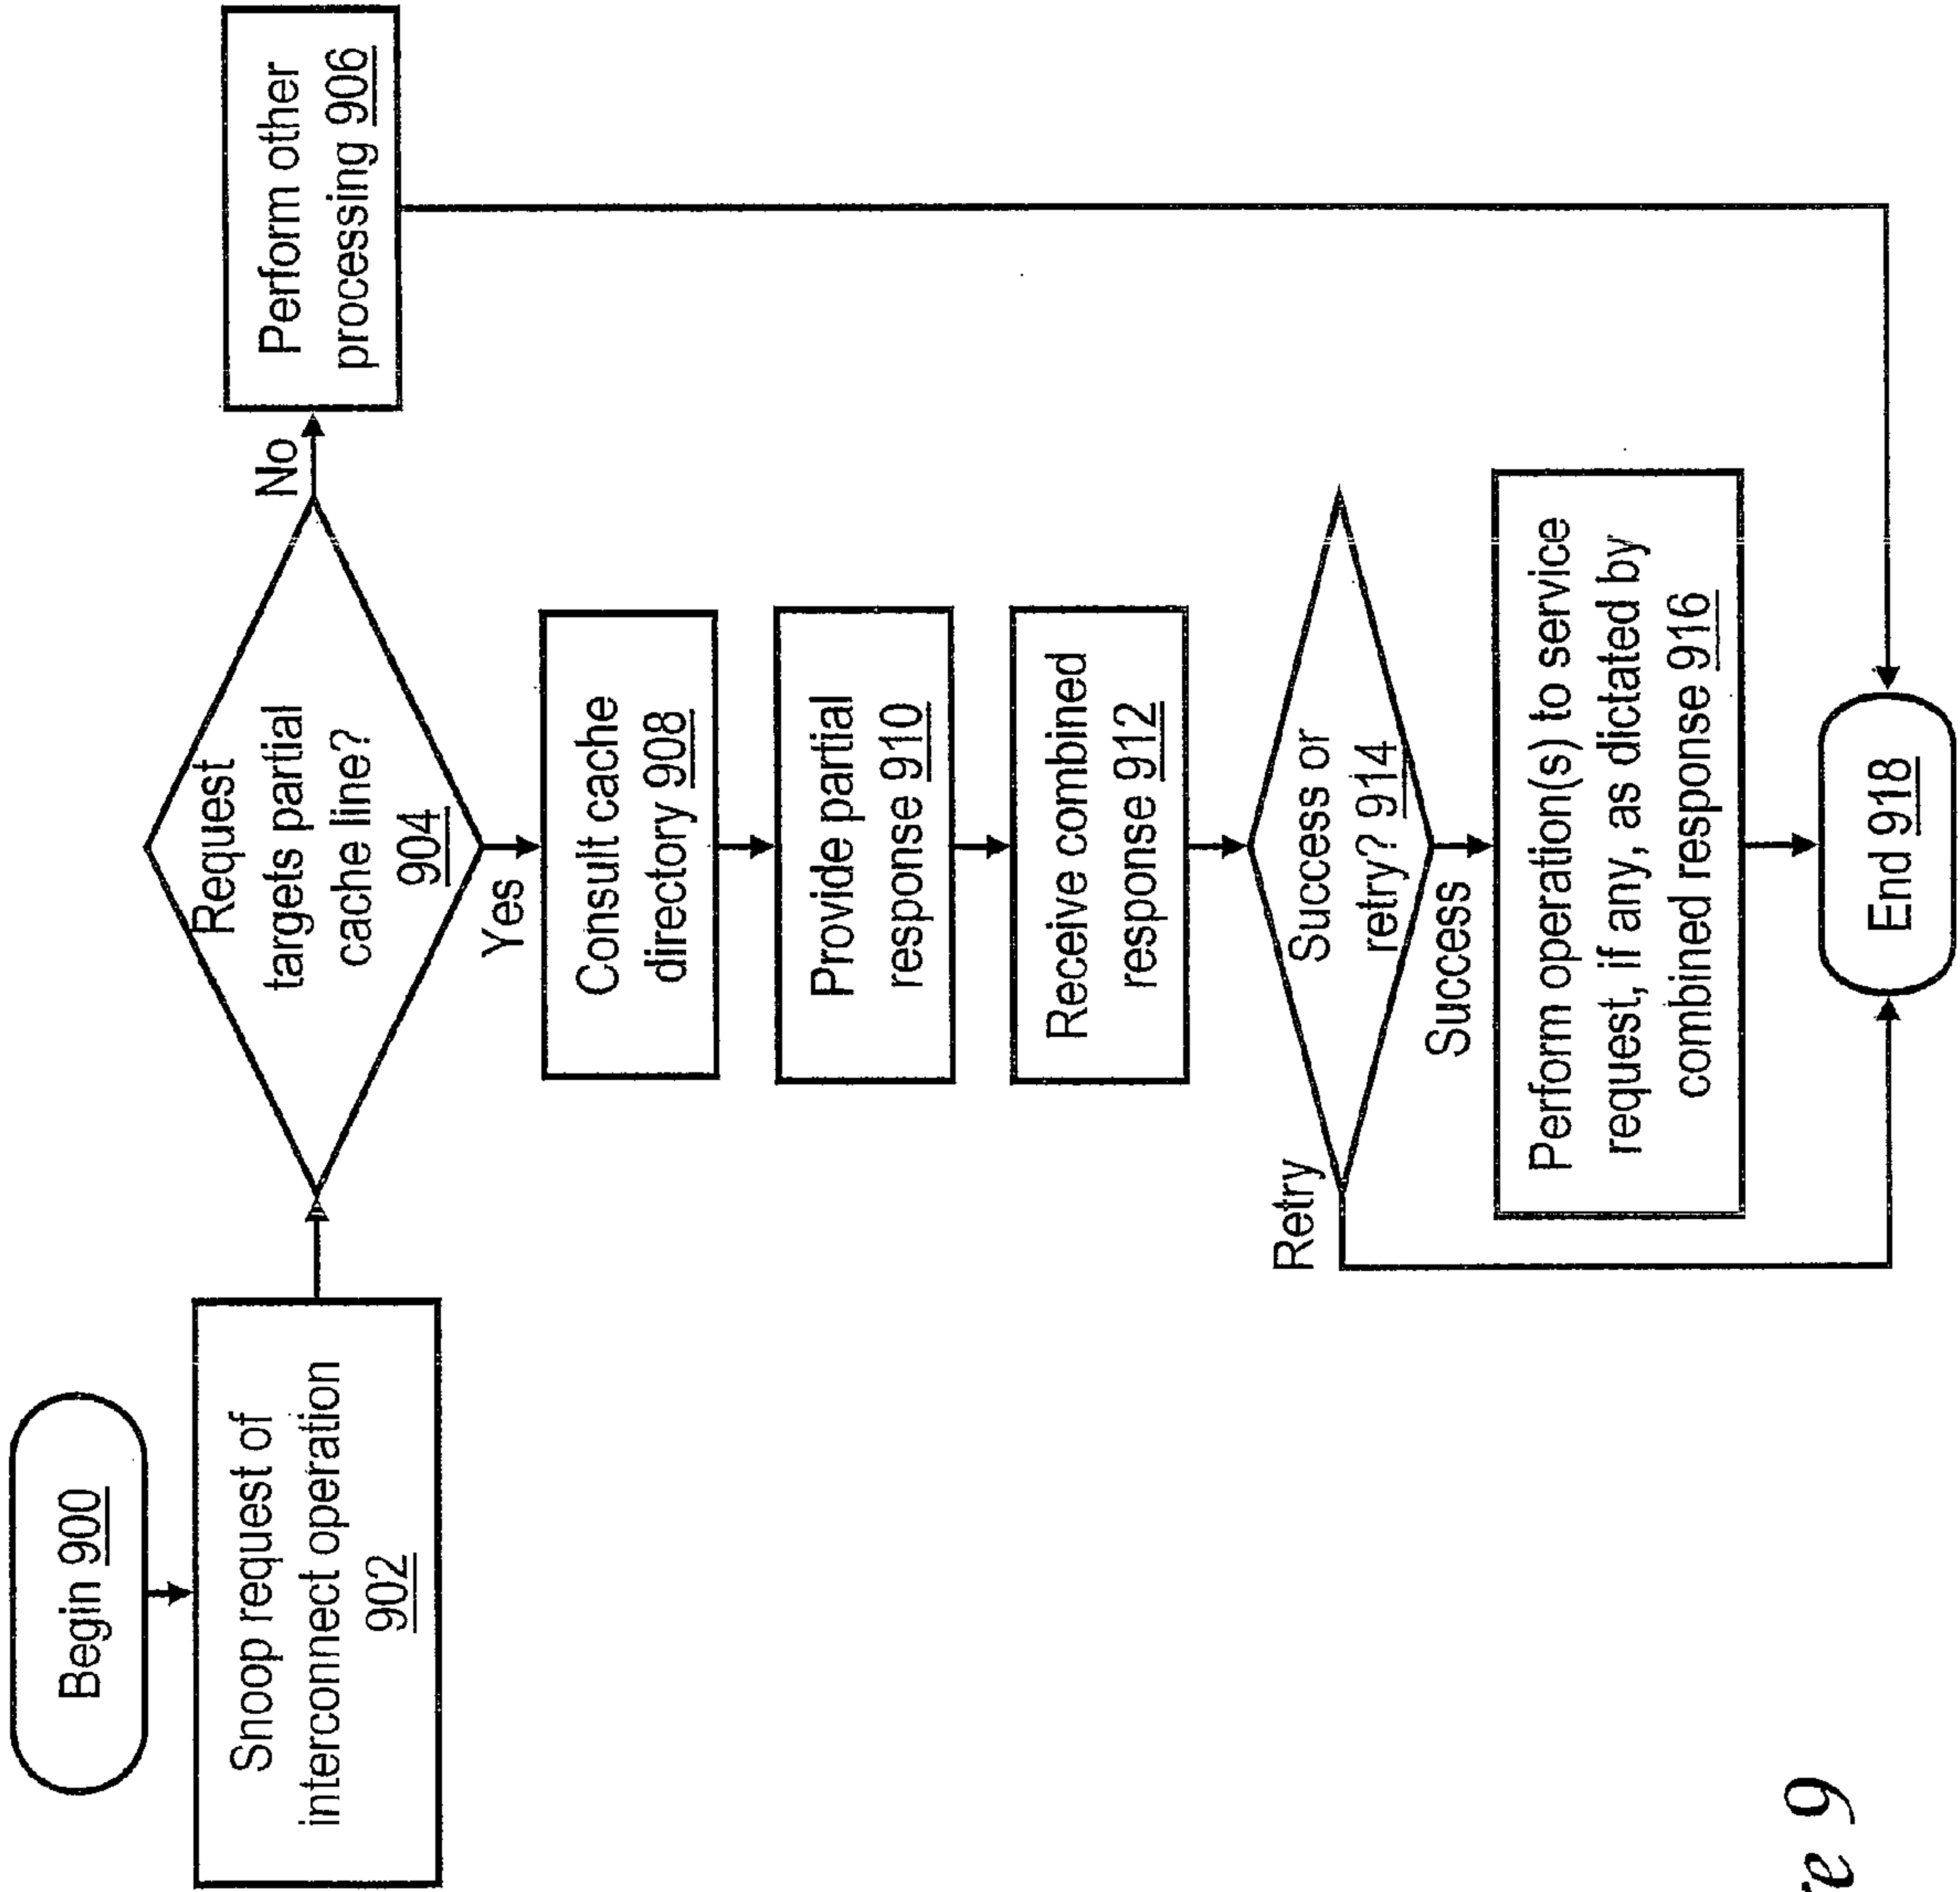 Begin 900
Snoop request of
interconnect operation
902
Request
targets partial
cache line?
904
No
Perform other
processing 906
Yes
Consult cache
directory 908
Provide partial
response 910
Receive combined
response 912
Success or
retry? 914
Retry
Success
Perform operation(s) to service
request, if any, as dictated by
combined response 916
End 918
9